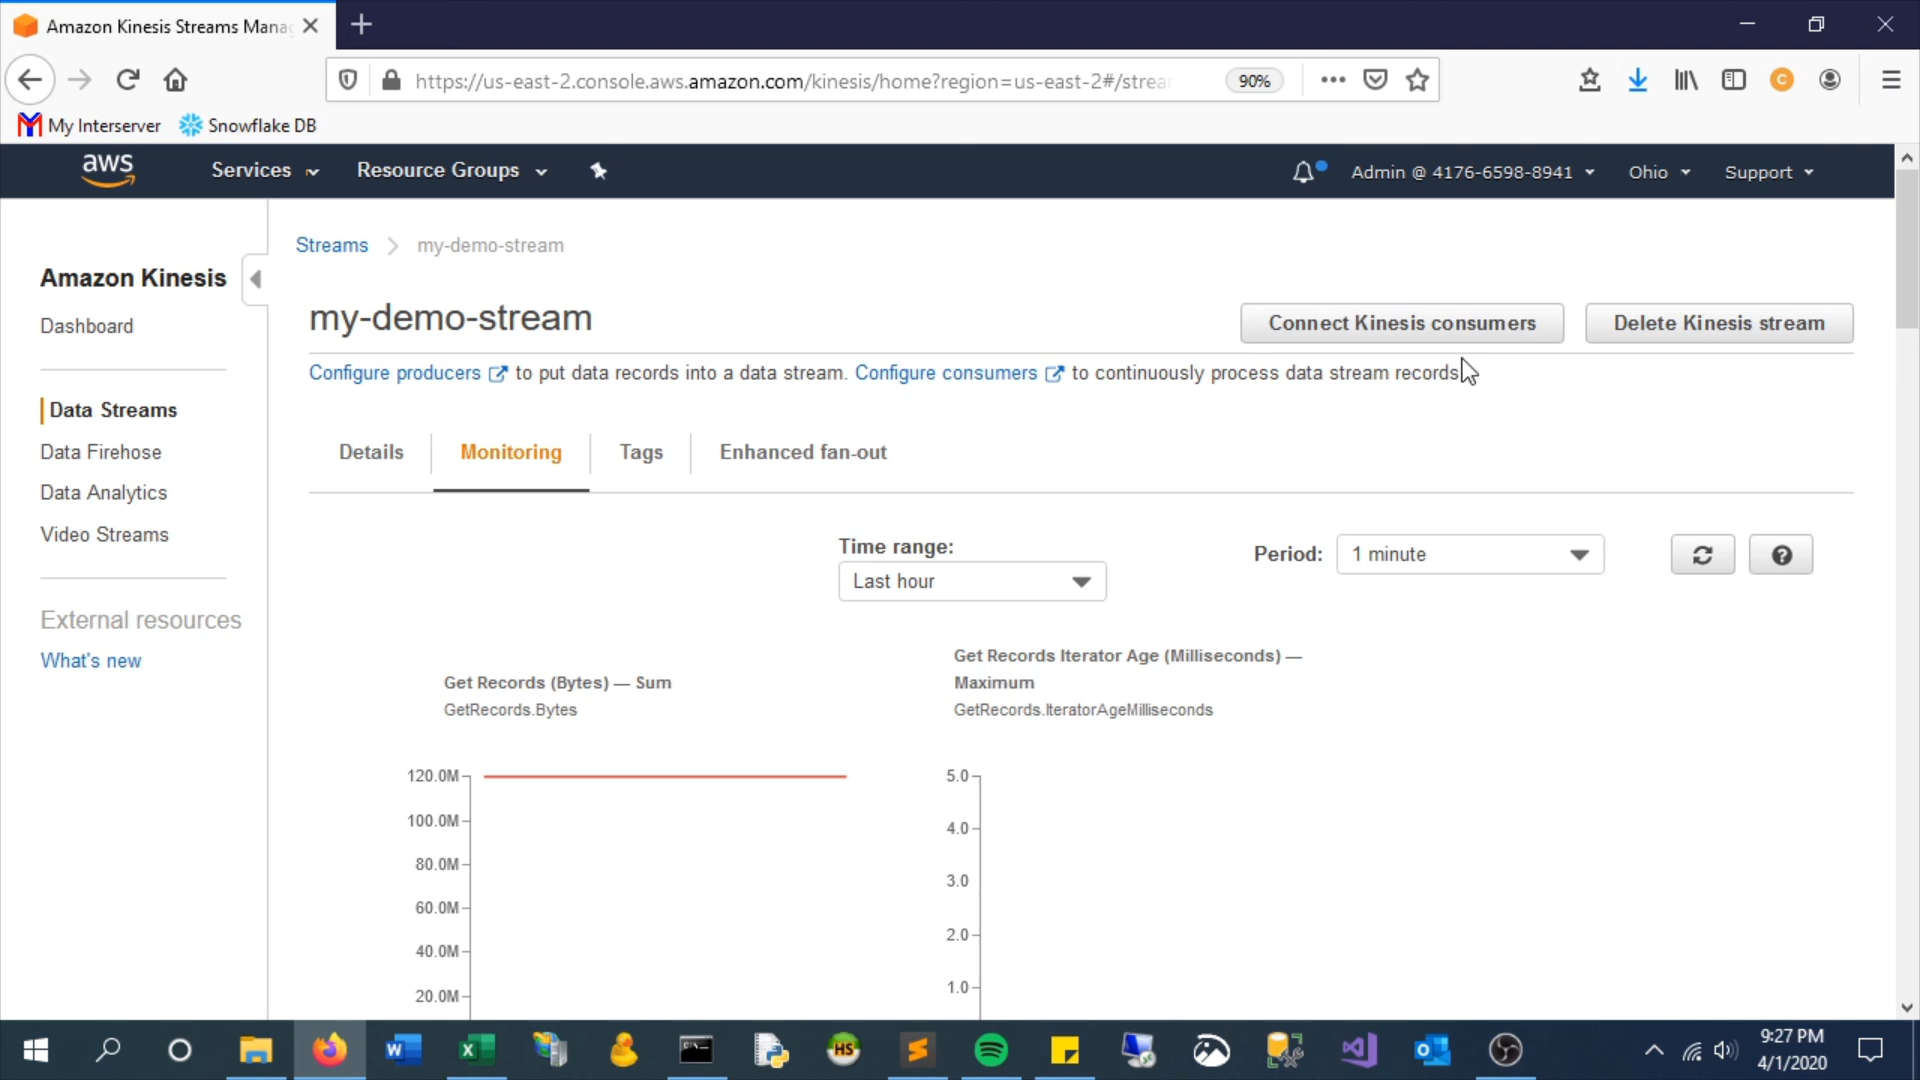 Amazon Kinesis Streams Mana
https://us-east-2.console.aws.amazon.com/kinesis/home?region=us-east-2#/strea
90%
C
My Interserver
Snowflake DB
aws
Services
Resource Groups
Admin @ 4176-6598-8941
Ohio
Support
Streams
my-demo-stream
Amazon Kinesis
Dashboard
Data Streams
Data Firehose
Data Analytics
Video Streams
External resources
What's new
my-demo-stream
Connect Kinesis consumers
Delete Kinesis stream
Configure producers to put data records into a data stream. Configure consumers to continuously process data stream records
Details
Monitoring
Tags
Enhanced fan-out
Time range:
Last hour
Period:
1 minute
Get Records (Bytes) — Sum
GetRecords.Bytes
120.0M
100.0M
80.0M
60.0M
40.0M
20.0M
Get Records Iterator Age (Milliseconds) —
Maximum
GetRecords.IteratorAgeMilliseconds
5.0
4.0
3.0
2.0
1.0
HS
9:27 PM
4/1/2020